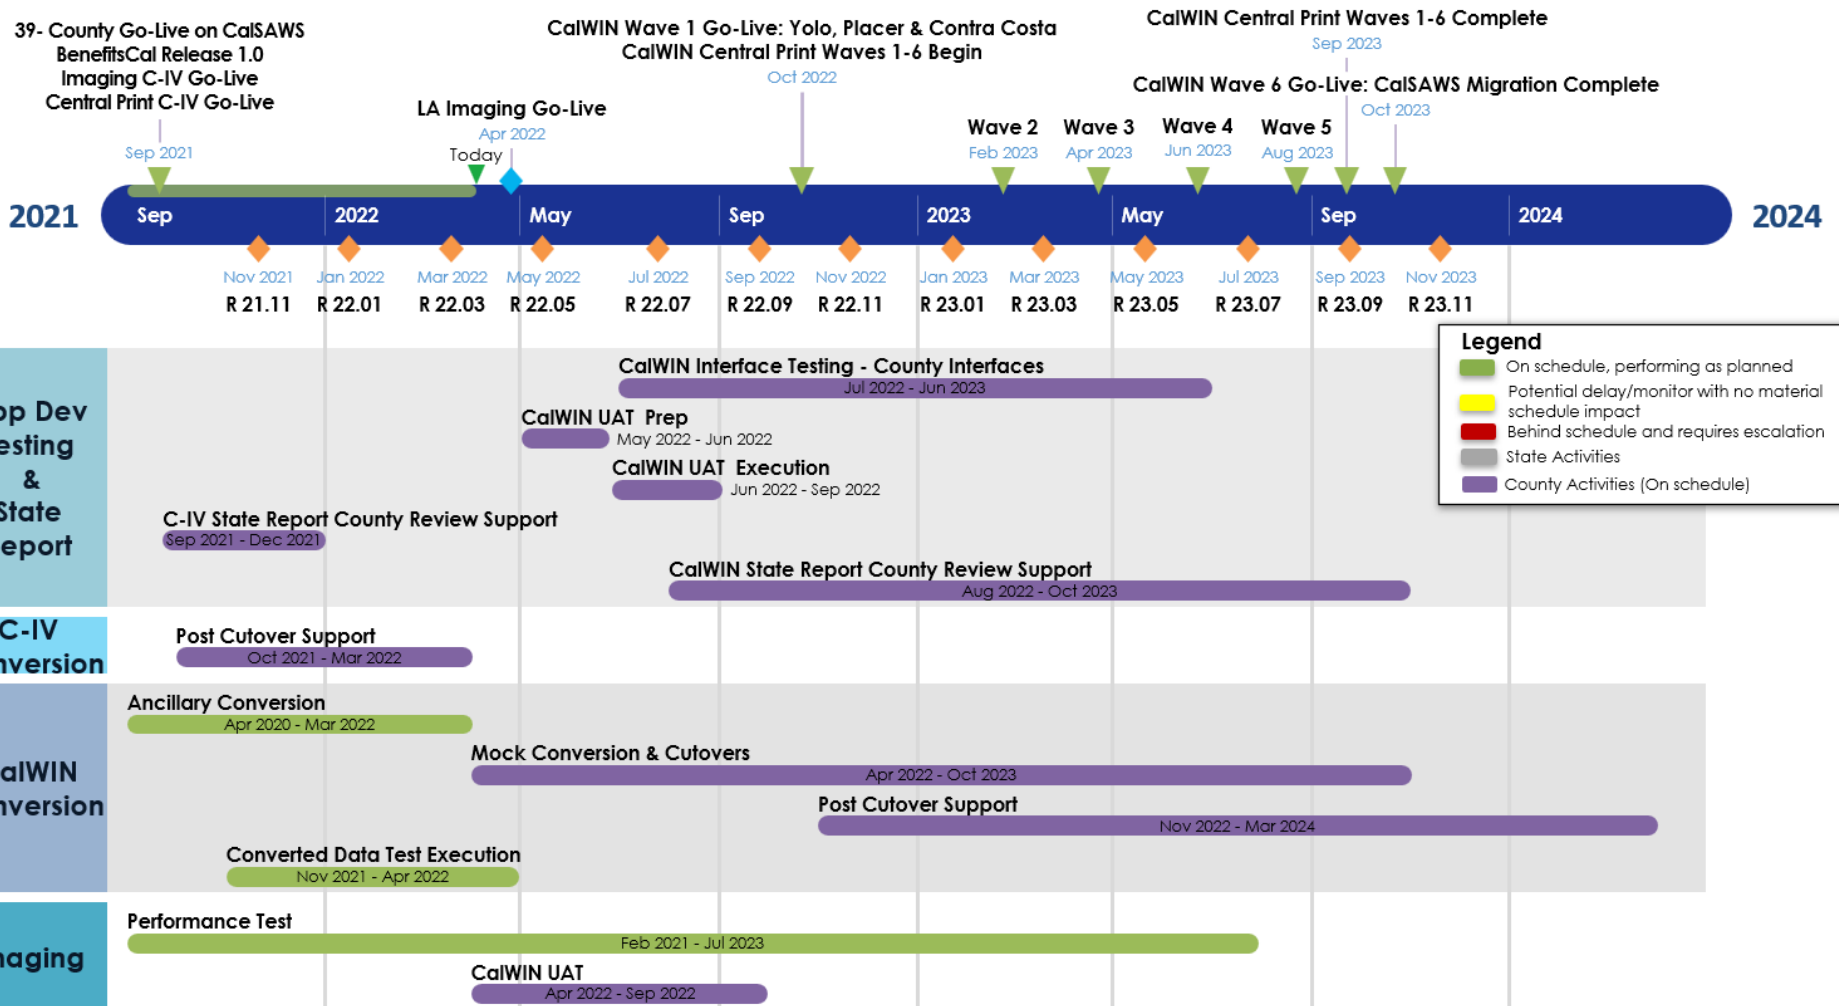 39- County Go-Live on CalSAWS
BenefitsCal Release 1.0
Imaging C-IV Go-Live
Central Print C-IV Go-Live
Sep 2021
LA Imaging Go-Live
Apr 2022
Today
CalWIN Wave 1 Go-Live: Yolo, Placer & Contra Costa
CalWIN Central Print Waves 1-6 Begin
Oct 2022
CalWIN Central Print Waves 1-6 Complete
Sep 2023
CalWIN Wave 6 Go-Live: CalSAWS Migration Complete
Oct 2023
Wave 2
Feb 2023
Wave 3
Apr 2023
Wave 4
Jun 2023
Wave 5
Aug 2023
2021
Sep
2022
May
Sep
2023
May
Sep
2024
2024
Nov 2021
Jan 2022
Mar 2022
May 2022
Jul 2022
Sep 2022
Nov 2022
Jan 2023
Mar 2023
May 2023
Jul 2023
Sep 2023
Nov 2023
R 21.11
R 22.01
R 22.03
R 22.05
R 22.07
R 22.09
R 22.11
R 23.01
R 23.03
R 23.05
R 23.07
R 23.09
R 23.11
Legend
On schedule, performing as planned
Potential delay/monitor with no material
schedule impact
Behind schedule and requires escalation
State Activities
County Activities (On schedule)
pp Dev
esting
&
State
eport
CalWIN Interface Testing - County Interfaces
Jul 2022 - Jun 2023
CalWIN UAT Prep
May 2022 - Jun 2022
CalWIN UAT Execution
Jun 2022 - Sep 2022
C-IV State Report County Review Support
Sep 2021 - Dec 2021
CalWIN State Report County Review Support
Aug 2022 - Oct 2023
C-IV
nversion
Post Cutover Support
Oct 2021 - Mar 2022
alWIN
nversion
Ancillary Conversion
Apr 2020 - Mar 2022
Mock Conversion & Cutovers
Apr 2022 - Oct 2023
Post Cutover Support
Nov 2022 - Mar 2024
Converted Data Test Execution
Nov 2021 - Apr 2022
naging
Performance Test
Feb 2021 - Jul 2023
CalWIN UAT
Apr 2022 - Sep 2022